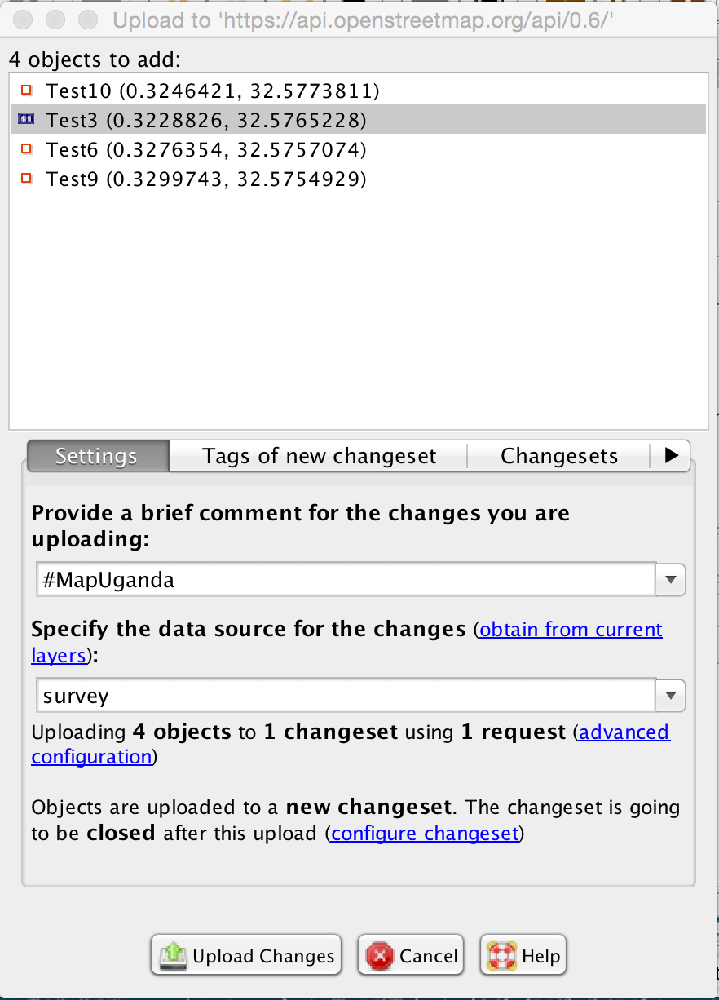 Upload to 'https://api.openstreetmap.org/api/0.6/'
4 objects to add:
Test10 (0.3246421, 32.5773811)
Test3 (0.3228826, 32.5765228)
Test6 (0.3276354, 32.5757074)
Test9 (0.3299743, 32.5754929)
Settings Tags of new changeset Changesets
Provide a brief comment for the changes you are
uploading:
#MapUganda
Specify the data source for the changes (obtain from current
layers):
survey
Uploading 4 objects to 1 changeset using 1 request (advanced
configuration)
Objects are uploaded to a new changeset. The changeset is going
to be closed after this upload (configure changeset)
Upload Changes Cancel Help